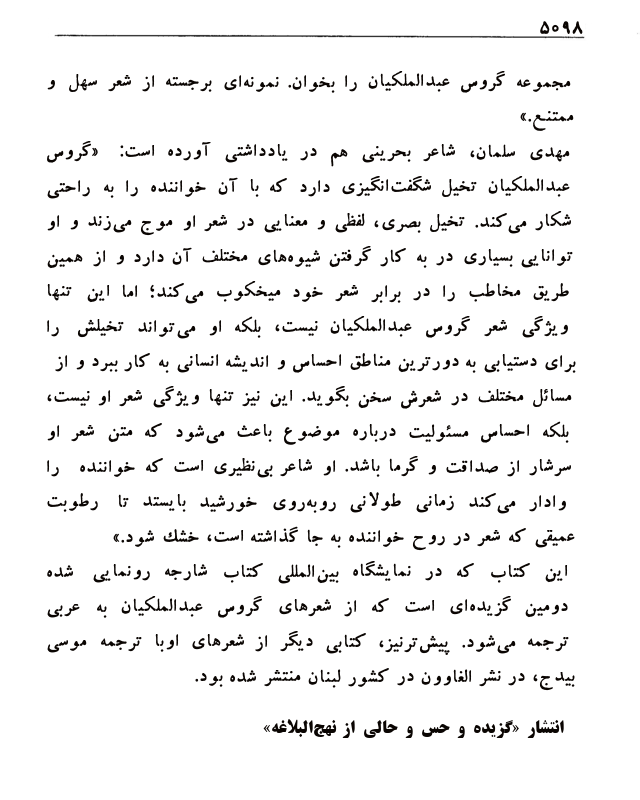 ۵۰۹۸
مجموعه گروس عبدالملکیان را بخوان. نمونه‌ای برجسته از شعر سهل و
ممتنع.»
مهدی سلمان، شاعر بحرینی هم در یادداشتی آورده است: «گروس
عبدالملکیان تخیل شگفت‌انگیزی دارد که با آن خواننده را به راحتی
شکار می‌کند. تخیل بصری، لفظی و معنایی در شعر او موج می‌زند و او
توانایی بسیاری در به کار گرفتن شیوه‌های مختلف آن دارد و از همین
طریق مخاطب را در برابر شعر خود میخکوب می‌کند؛ اما این تنها
ویژگی شعر گروس عبدالملکیان نیست، بلکه او می‌تواند تخیلش را
برای دستیابی به دورترین مناطق احساس و اندیشه انسانی به کار ببرد و از
مسائل مختلف در شعرش سخن بگوید. این نیز تنها ویژگی شعر او نیست،
بلکه احساس مسئولیت درباره موضوع باعث می‌شود که متن شعر او
سرشار از صداقت و گرما باشد. او شاعر بی‌نظیری است که خواننده را
وادار می‌کند زمانی طولانی روبه‌روی خورشید بایستد تا رطوبت
عمیقی که شعر در روح خواننده به جا گذاشته است، خشك شود.»
این کتاب که در نمایشگاه بین‌المللی کتاب شارجه رونمایی شده
دومین گزیده‌ای است که از شعرهای گروس عبدالملکیان به عربی
ترجمه می‌شود. پیش‌ترنیز، کتابی دیگر از شعرهای اوبا ترجمه موسی
بیدج، در نشر الغاوون در کشور لبنان منتشر شده بود.
انتشار «گزیده و حس و حالی از نهج‌البلاغه»